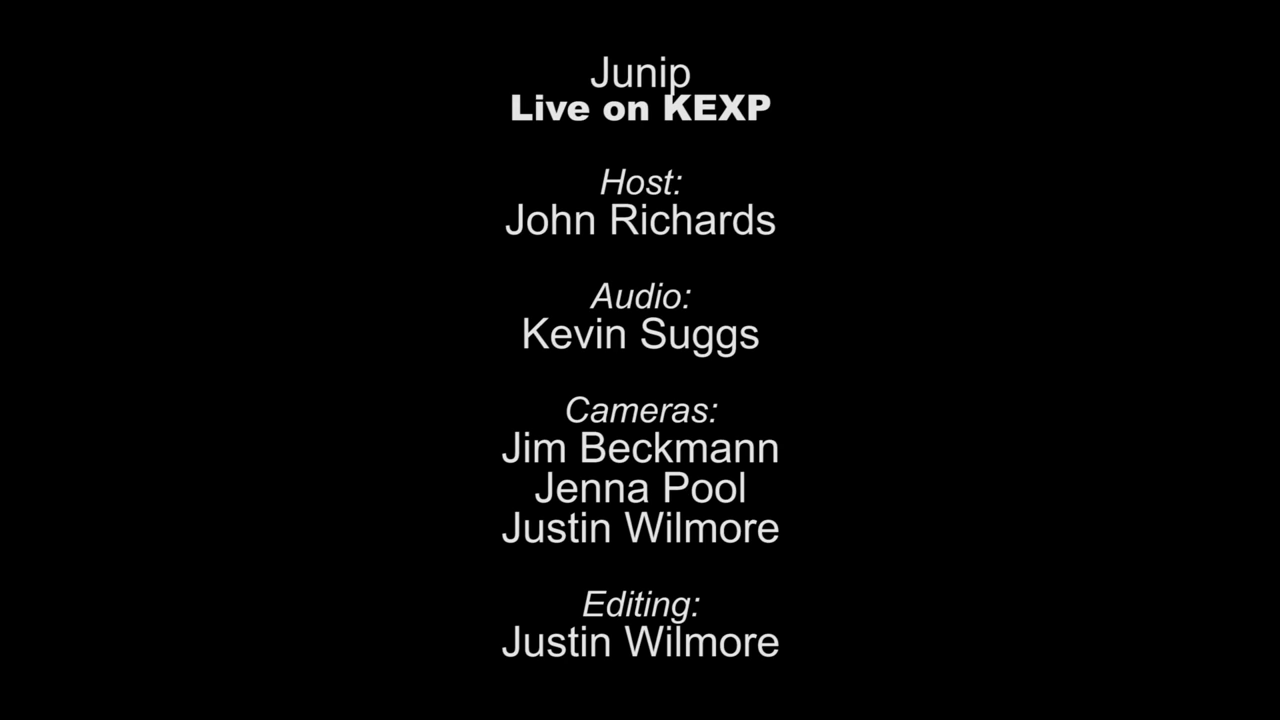 Junip
Live on KEXP
Host:
John Richards
Audio:
Kevin Suggs
Cameras:
Jim Beckmann
Jenna Pool
Justin Wilmore
Editing:
Justin Wilmore